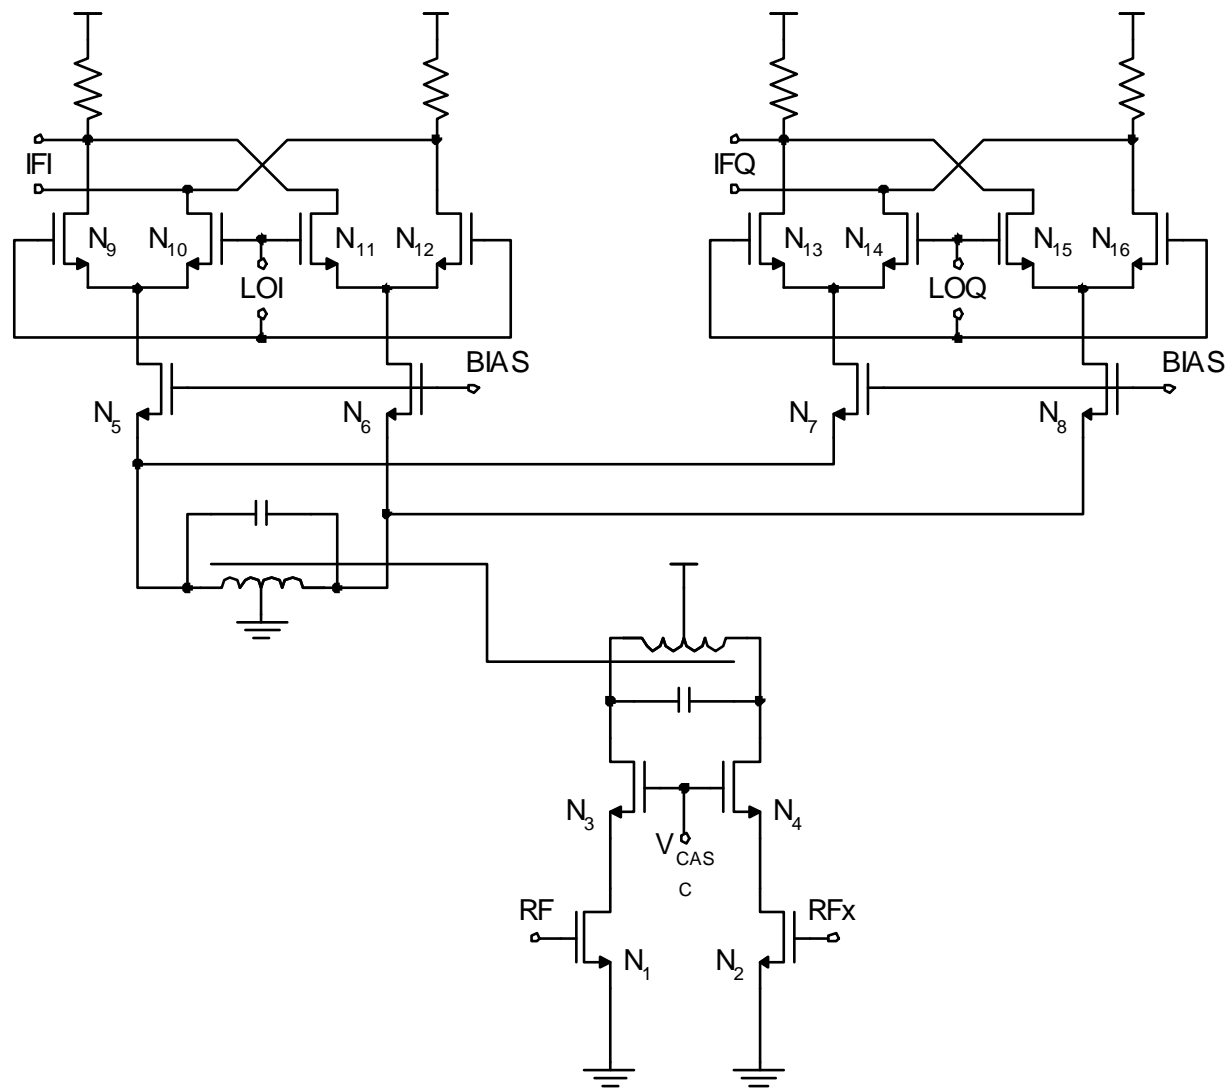 IFI
IFQ
N9 N10 N11 N12
N13 N14 N15 N16
LOI
LOQ
BIAS
BIAS
N5 N6 N7 N8
N3 N4
VCAS
C
RF RFx
N1 N2